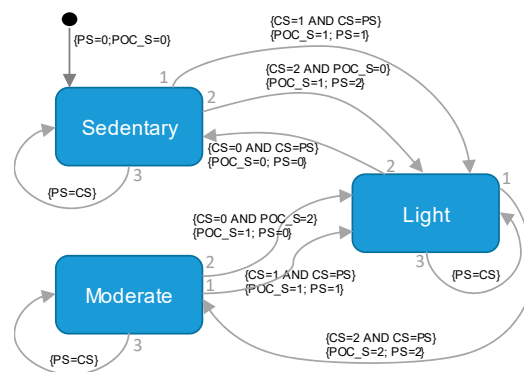 {PS=0;POC_S=0}
{CS=1 AND CS=PS}
{POC_S=1; PS=1}
1
{CS=2 AND POC_S=0}
{POC_S=1; PS=2}
2
Sedentary
{CS=0 AND CS=PS}
{POC_S=0; PS=0}
2
3
{PS=CS}
1
Light
{CS=0 AND POC_S=2}
{POC_S=1; PS=0}
2
3
{PS=CS}
1
{CS=1 AND CS=PS}
{POC_S=1; PS=1}
Moderate
{CS=2 AND CS=PS}
{POC_S=2; PS=2}
3
{PS=CS}